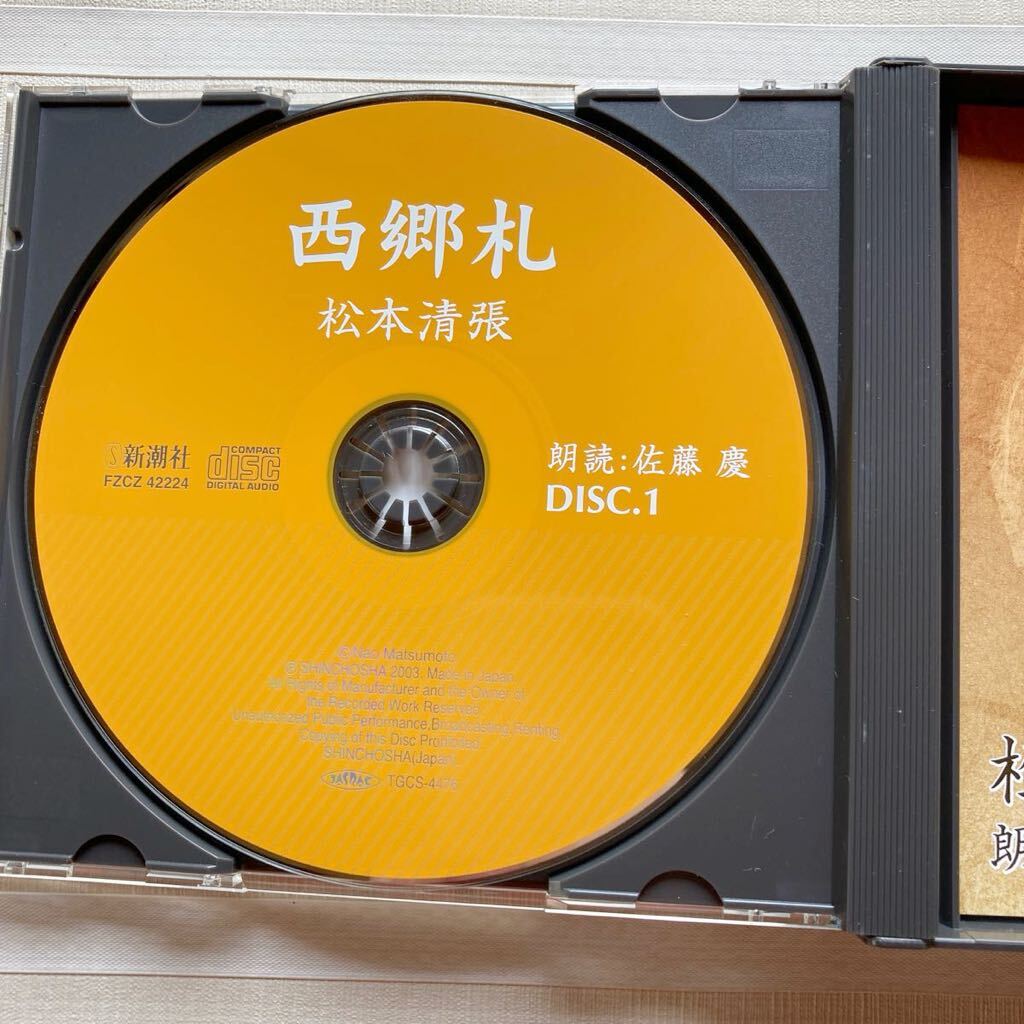 西郷札
松本清張
S新潮社
FZCZ 42224
COMPACT
disc
DIGITAL AUDIO
朗読:佐藤 慶
DISC.1
©Nao Matsumoto
℗ SHINCHOSHA 2003. Made in Japan.
All Rights of Manufacturer and the Owner of
the Recorded Work Reserved.
Unauthorized Public Performance,Broadcasting,Renting,
Copying of this Disc Prohibited.
SHINCHOSHA(Japan)
JASRAC
TGCS-4476
朗